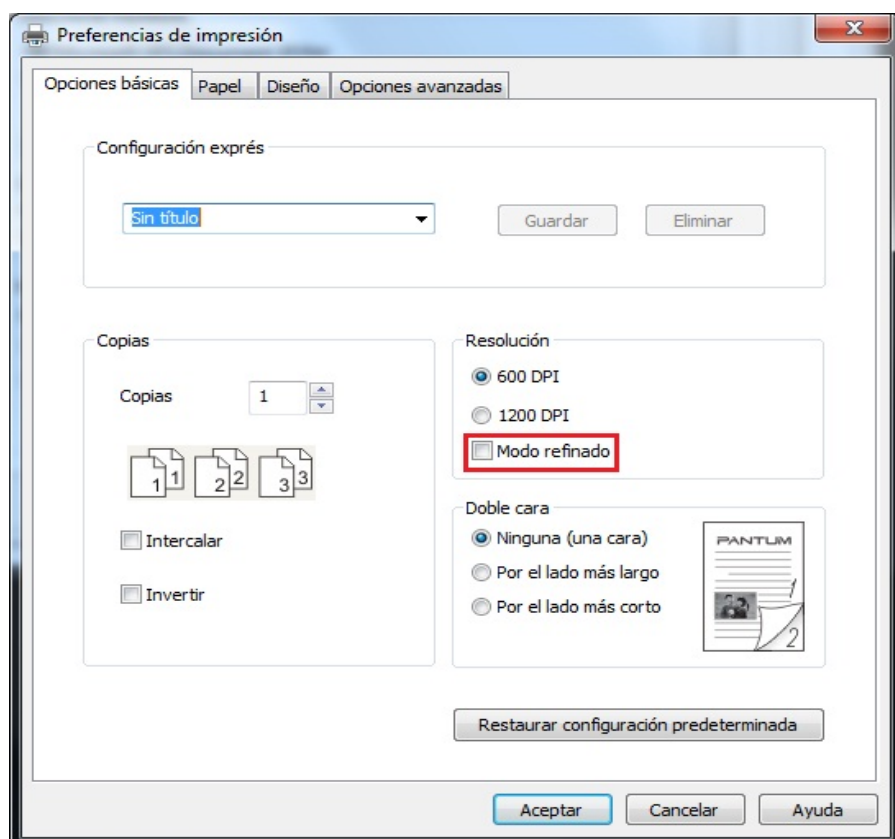 Preferencias de impresión
Opciones básicas Papel Diseño Opciones avanzadas
Configuración exprés
Sin título Guardar Eliminar
Copias
Copias 1
1 1 2 2 3 3
Intercalar
Invertir
Resolución
600 DPI
1200 DPI
Modo refinado
Doble cara
Ninguna (una cara)
Por el lado más largo
Por el lado más corto
PANTUM
1
2
Restaurar configuración predeterminada
Aceptar Cancelar Ayuda